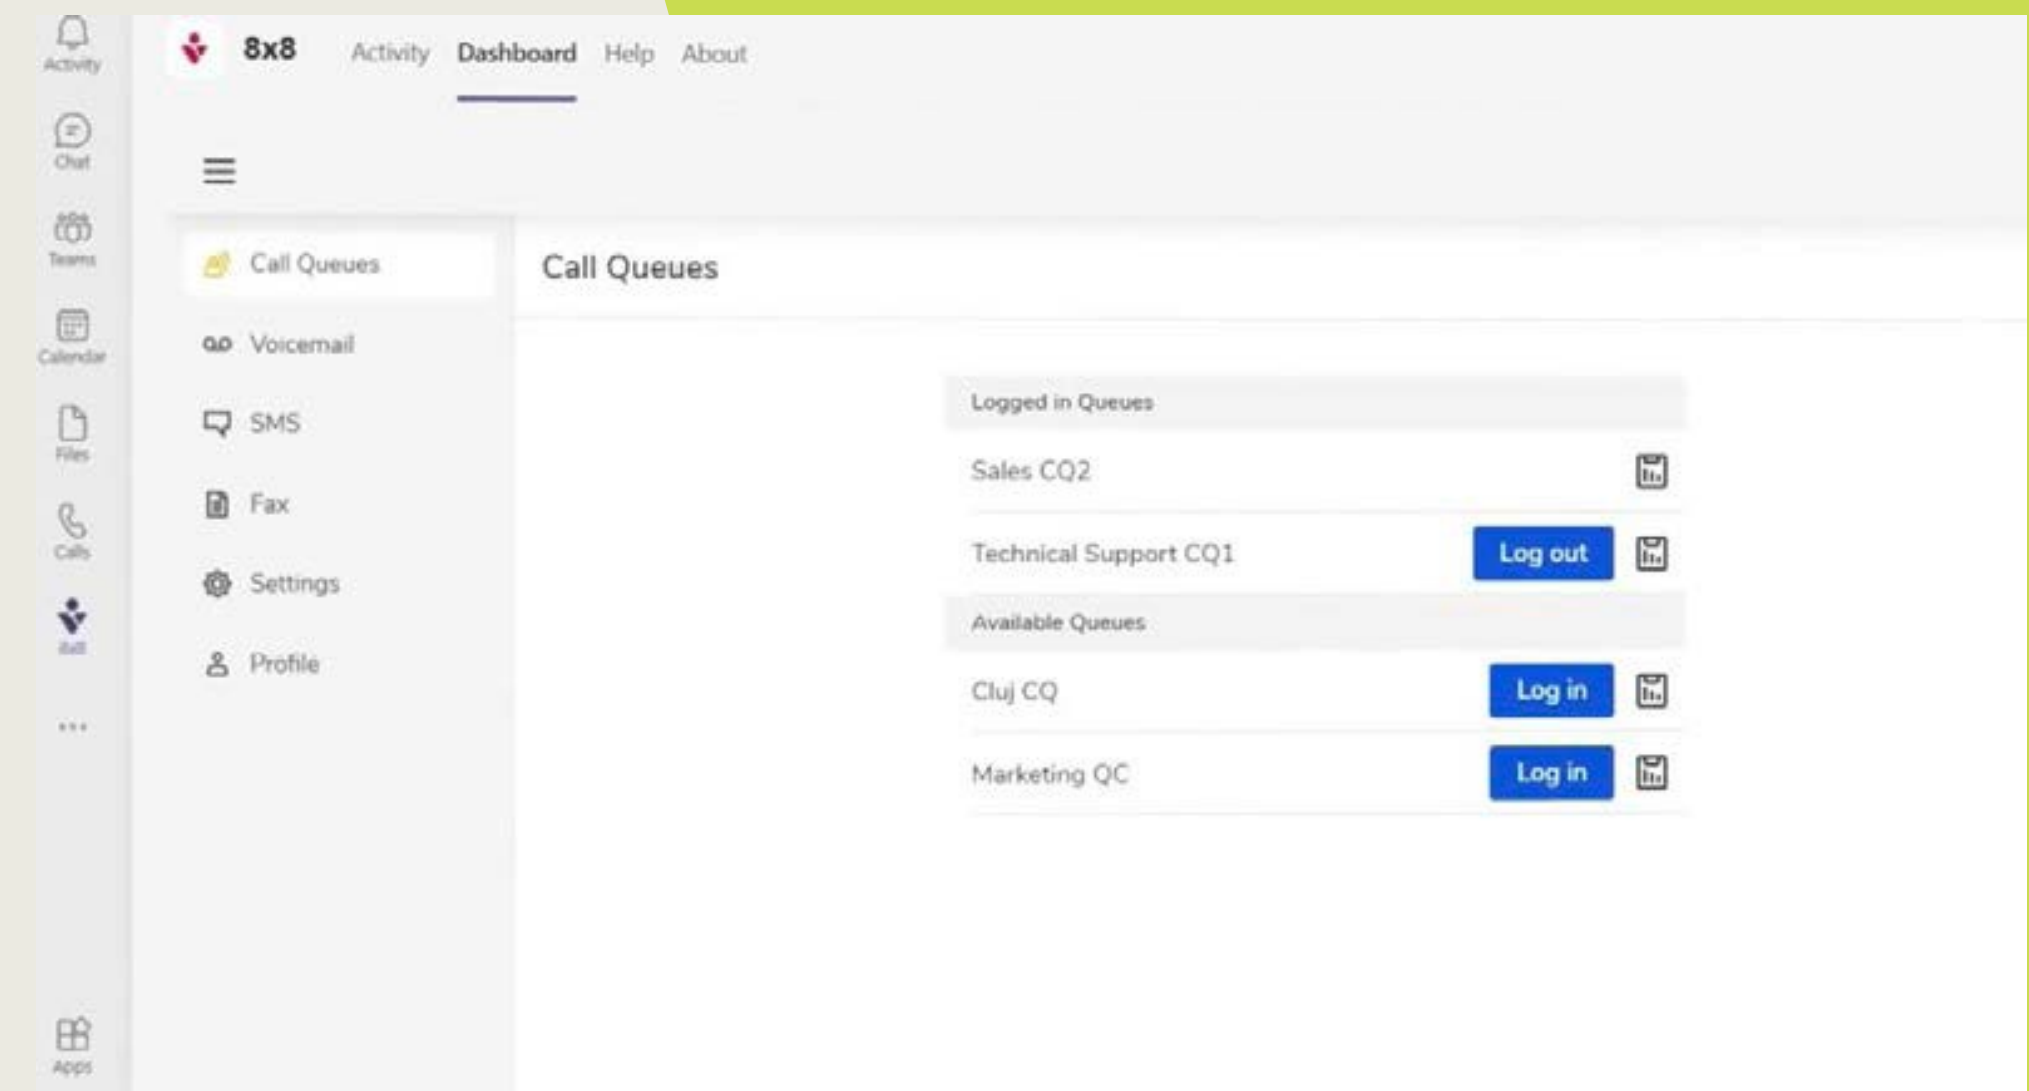 Activity
Chat
Teams
Calendar
Files
Calls
8x8
Apps
8x8 Activity Dashboard Help About
Call Queues
Voicemail
SMS
Fax
Settings
Profile
Call Queues
Logged in Queues
Sales CQ2
Technical Support CQ1 Log out
Available Queues
Cluj CQ Log in
Marketing QC Log in